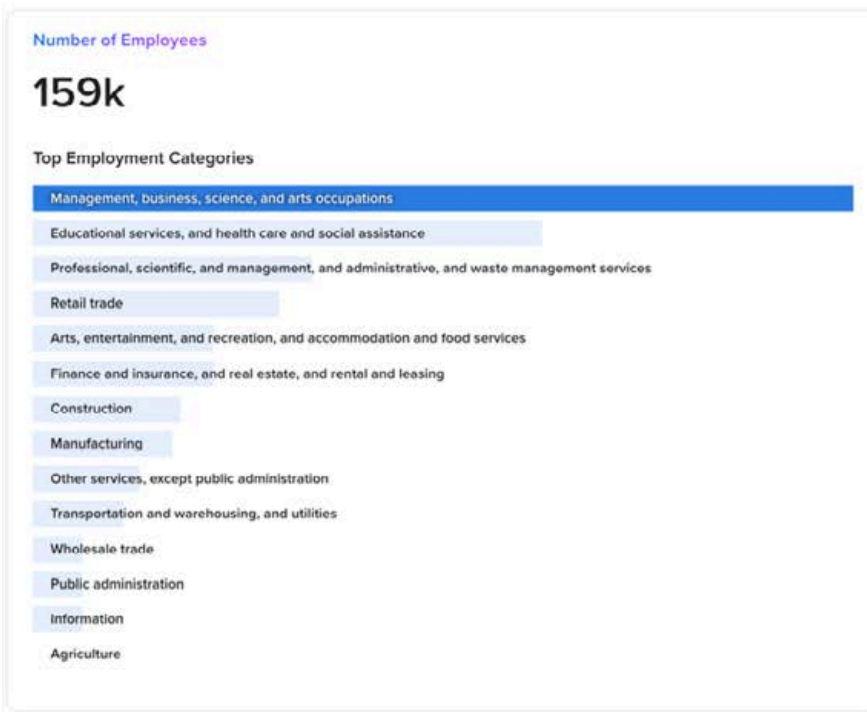 Number of Employees
159k
Top Employment Categories
Management, business, science, and arts occupations
Educational services, and health care and social assistance
Professional, scientific, and management, and administrative, and waste management services
Retail trade
Arts, entertainment, and recreation, and accommodation and food services
Finance and insurance, and real estate, and rental and leasing
Construction
Manufacturing
Other services, except public administration
Transportation and warehousing, and utilities
Wholesale trade
Public administration
Information
Agriculture